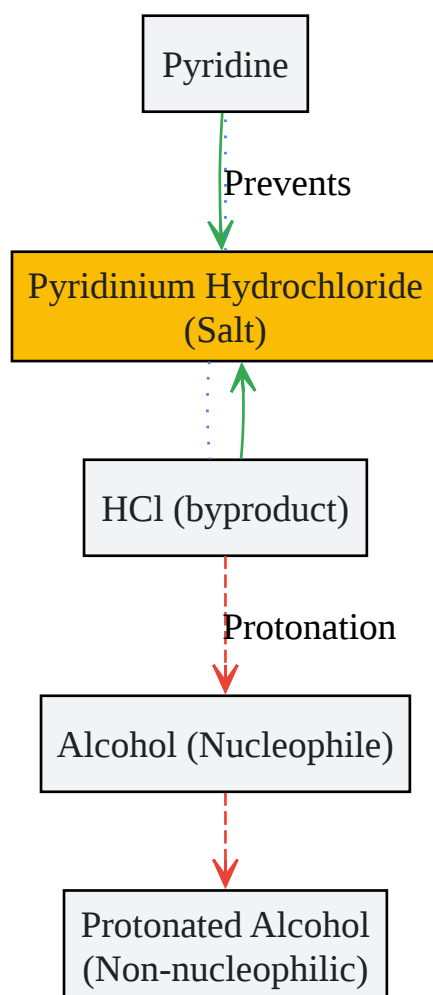 Pyridine
Prevents
Pyridinium Hydrochloride
(Salt)
HCl (byproduct)
Protonation
Alcohol (Nucleophile)
Protonated Alcohol
(Non-nucleophilic)